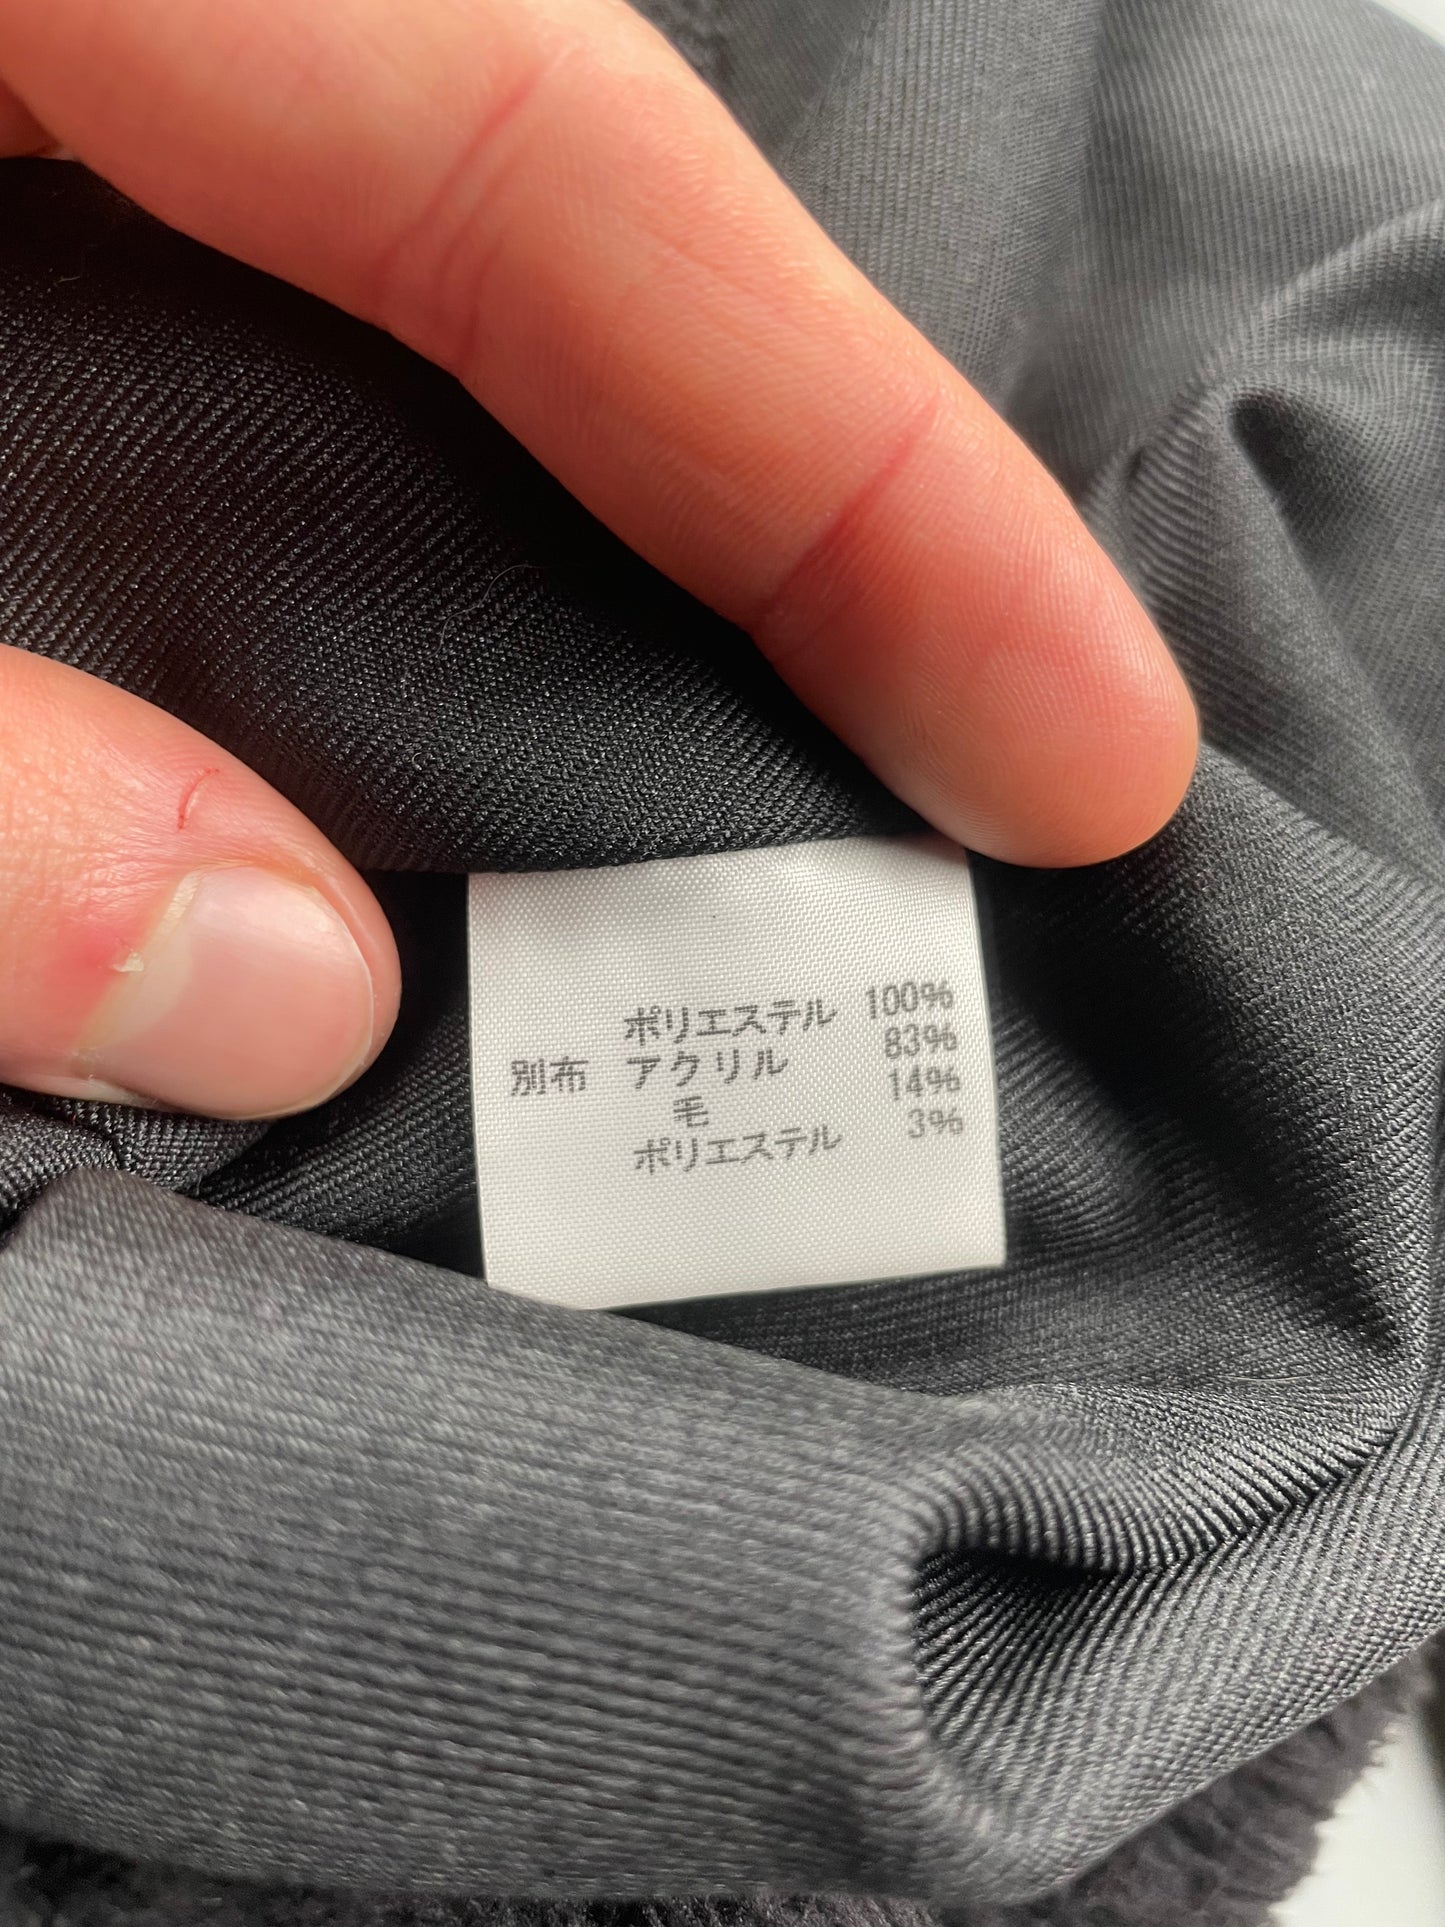 ポリエステル 100%
別布 アクリル 83%
毛 14%
ポリエステル 3%